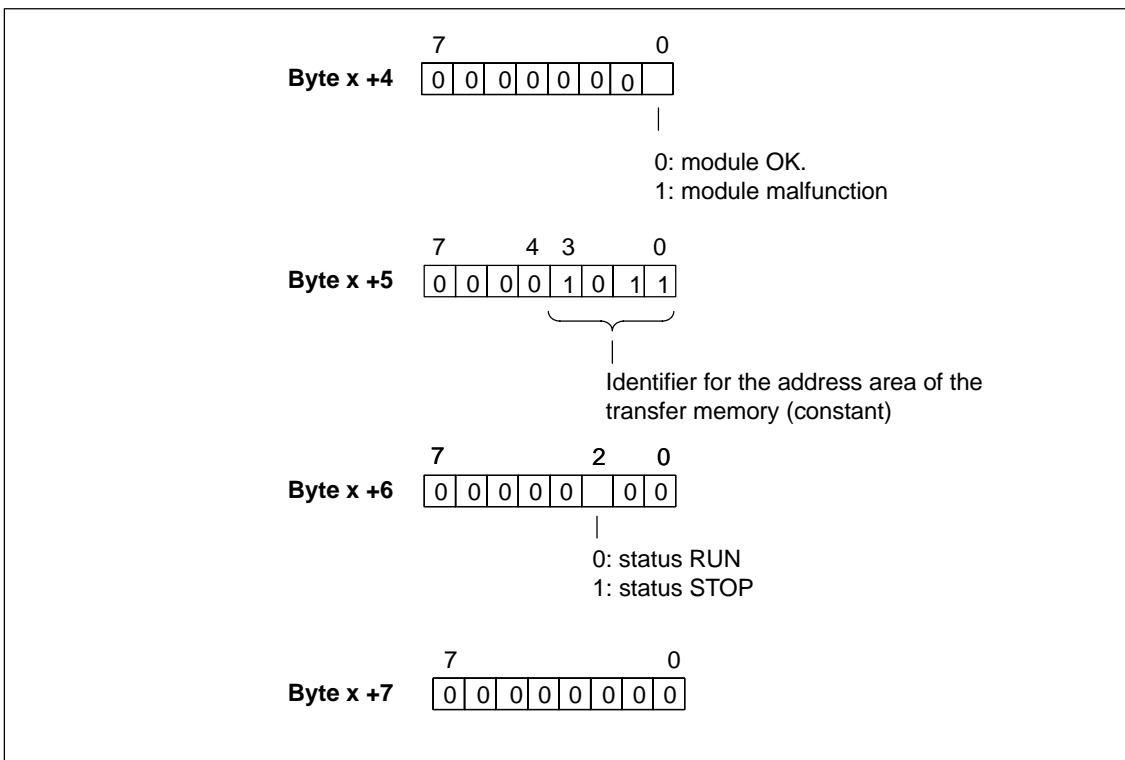 7 0
Byte x +4 0 0 0 0 0 0 0
0: module OK.
1: module malfunction
7 4 3 0
Byte x +5 0 0 0 0 1 0 1 1
Identifier for the address area of the
transfer memory (constant)
7 2 0
Byte x +6 0 0 0 0 0 0 0
0: status RUN
1: status STOP
7 0
Byte x +7 0 0 0 0 0 0 0 0